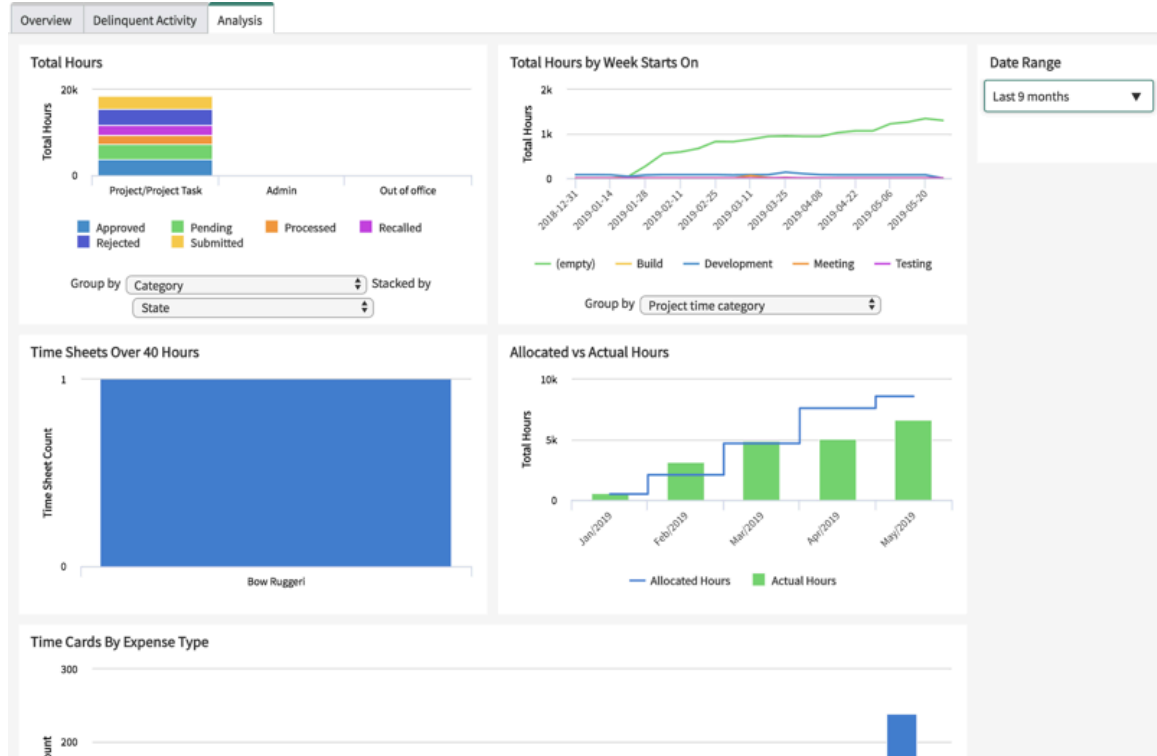 Overview Delinquent Activity Analysis
Total Hours
20k
0
Total Hours
Project/Project Task Admin Out of office
Approved Pending Processed Recalled
Rejected Submitted
Group by Category Stacked by
State
Total Hours by Week Starts On
2k
1k
0
Total Hours
2018-12-31 2019-01-14 2019-01-28 2019-02-11 2019-02-25 2019-03-11 2019-03-25 2019-04-08 2019-04-22 2019-05-06 2019-05-20
(empty) Build Development Meeting Testing
Group by Project time category
Date Range
Last 9 months
Time Sheets Over 40 Hours
1
0
Time Sheet Count
Bow Ruggeri
Allocated vs Actual Hours
10k
5k
0
Total Hours
Jan/2019 Feb/2019 Mar/2019 Apr/2019 May/2019
Allocated Hours Actual Hours
Time Cards By Expense Type
300
200